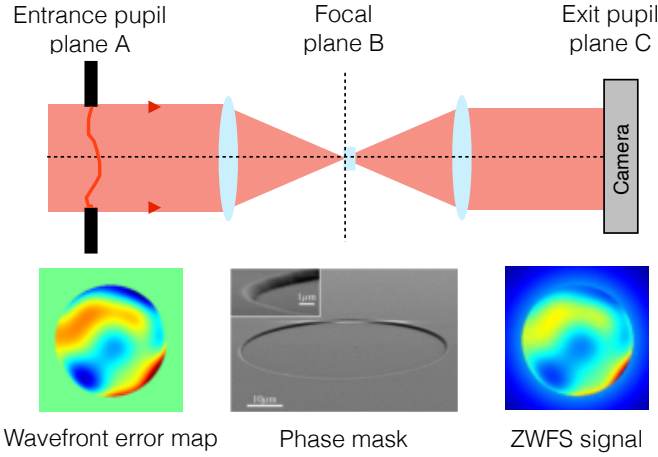 Entrance pupil
plane A
Focal
plane B
Exit pupil
plane C
Camera
1µm
10µm
Wavefront error map
Phase mask
ZWFS signal